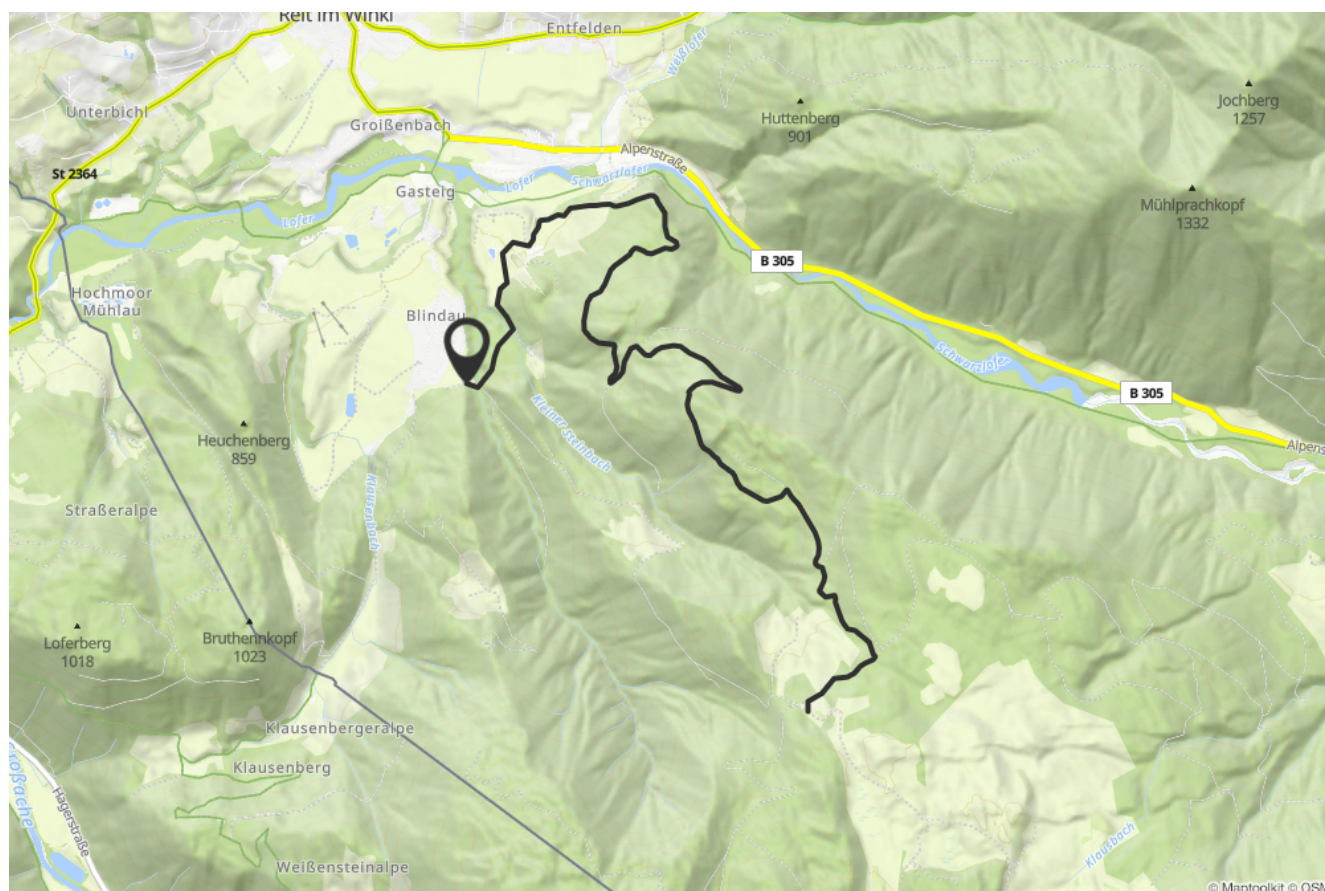 Reit im Winkl
Entfelden
Weißlofer
Unterbichl
Groißenbach
Huttenberg
901
Jochberg
1257
Alpenstraße
St 2364
Gasteig
Lofer
Schwarzlofer
Mühlprachkopf
1332
Lofer
B 305
Hochmoor
Mühlau
Blindau
Schwarzlofer
B 305
Kleiner Steinbach
Heuchenberg
859
Alpens
Klausenbach
Straßeralpe
Loferberg
1018
Bruthennkopf
1023
Klausenbergeralpe
Klausenberg
Großache
Hagerstraße
Klausbach
Weißensteinalpe
© Maptoolkit © OSM